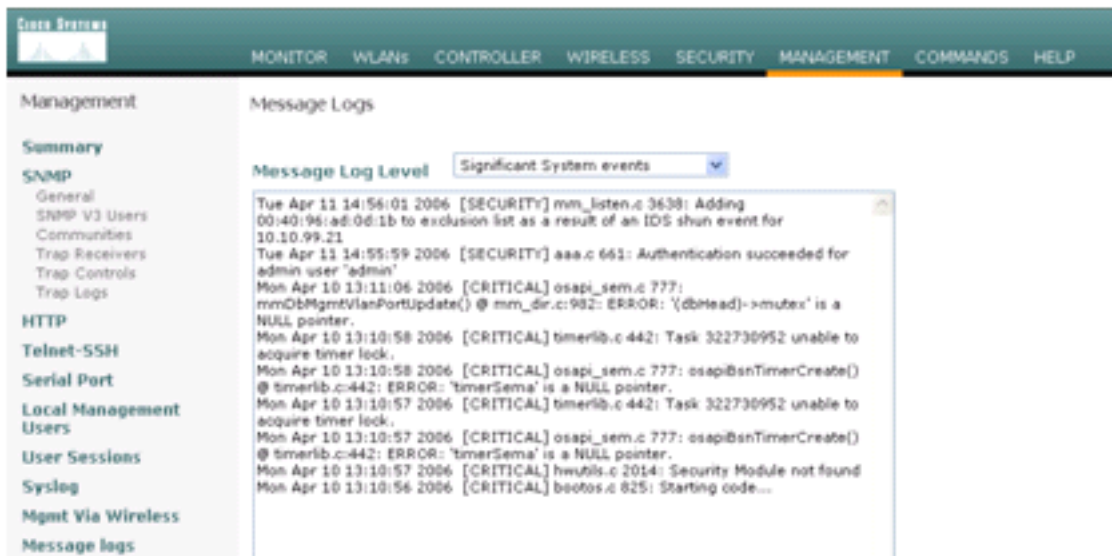 CISCO SYSTEMS
MONITOR WLANs CONTROLLER WIRELESS SECURITY MANAGEMENT COMMANDS HELP
Management
Summary
SNMP
General
SNMP V3 Users
Communities
Trap Receivers
Trap Controls
Trap Logs
HTTP
Telnet-SSH
Serial Port
Local Management
Users
User Sessions
Syslog
Mgmt Via Wireless
Message logs
Message Logs
Message Log Level Significant System events
Tue Apr 11 14:56:01 2006 [SECURITY] mm_listen.c 3638: Adding
00:40:96:ad:0d:1b to exclusion list as a result of an IDS shun event for
10.10.99.21
Tue Apr 11 14:55:59 2006 [SECURITY] aaa.c 661: Authentication succeeded for
admin user 'admin'
Mon Apr 10 13:11:06 2006 [CRITICAL] osapi_sem.c 777:
mmDbMgmtVlanPortUpdate() @ mm_dir.c:982: ERROR: '(dbHead)->mutex' is a
NULL pointer.
Mon Apr 10 13:10:58 2006 [CRITICAL] timerlib.c 442: Task 322730952 unable to
acquire timer lock.
Mon Apr 10 13:10:58 2006 [CRITICAL] osapi_sem.c 777: osapiBsnTimerCreate()
@ timerlib.c:442: ERROR: 'timerSema' is a NULL pointer.
Mon Apr 10 13:10:57 2006 [CRITICAL] timerlib.c 442: Task 322730952 unable to
acquire timer lock.
Mon Apr 10 13:10:57 2006 [CRITICAL] osapi_sem.c 777: osapiBsnTimerCreate()
@ timerlib.c:442: ERROR: 'timerSema' is a NULL pointer.
Mon Apr 10 13:10:57 2006 [CRITICAL] hwutils.c 2014: Security Module not found
Mon Apr 10 13:10:56 2006 [CRITICAL] bootos.c 825: Starting code...